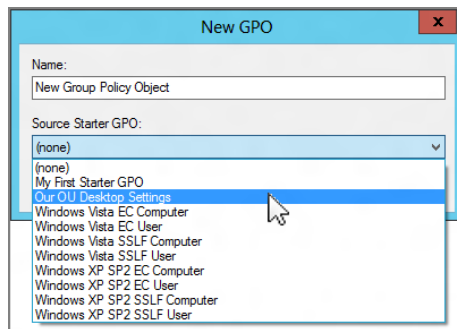 New GPO
x
Name:
New Group Policy Object
Source Starter GPO:
(none)
(none)
My First Starter GPO
Our OU Desktop Settings
Windows Vista EC Computer
Windows Vista EC User
Windows Vista SSLF Computer
Windows Vista SSLF User
Windows XP SP2 EC Computer
Windows XP SP2 EC User
Windows XP SP2 SSLF Computer
Windows XP SP2 SSLF User